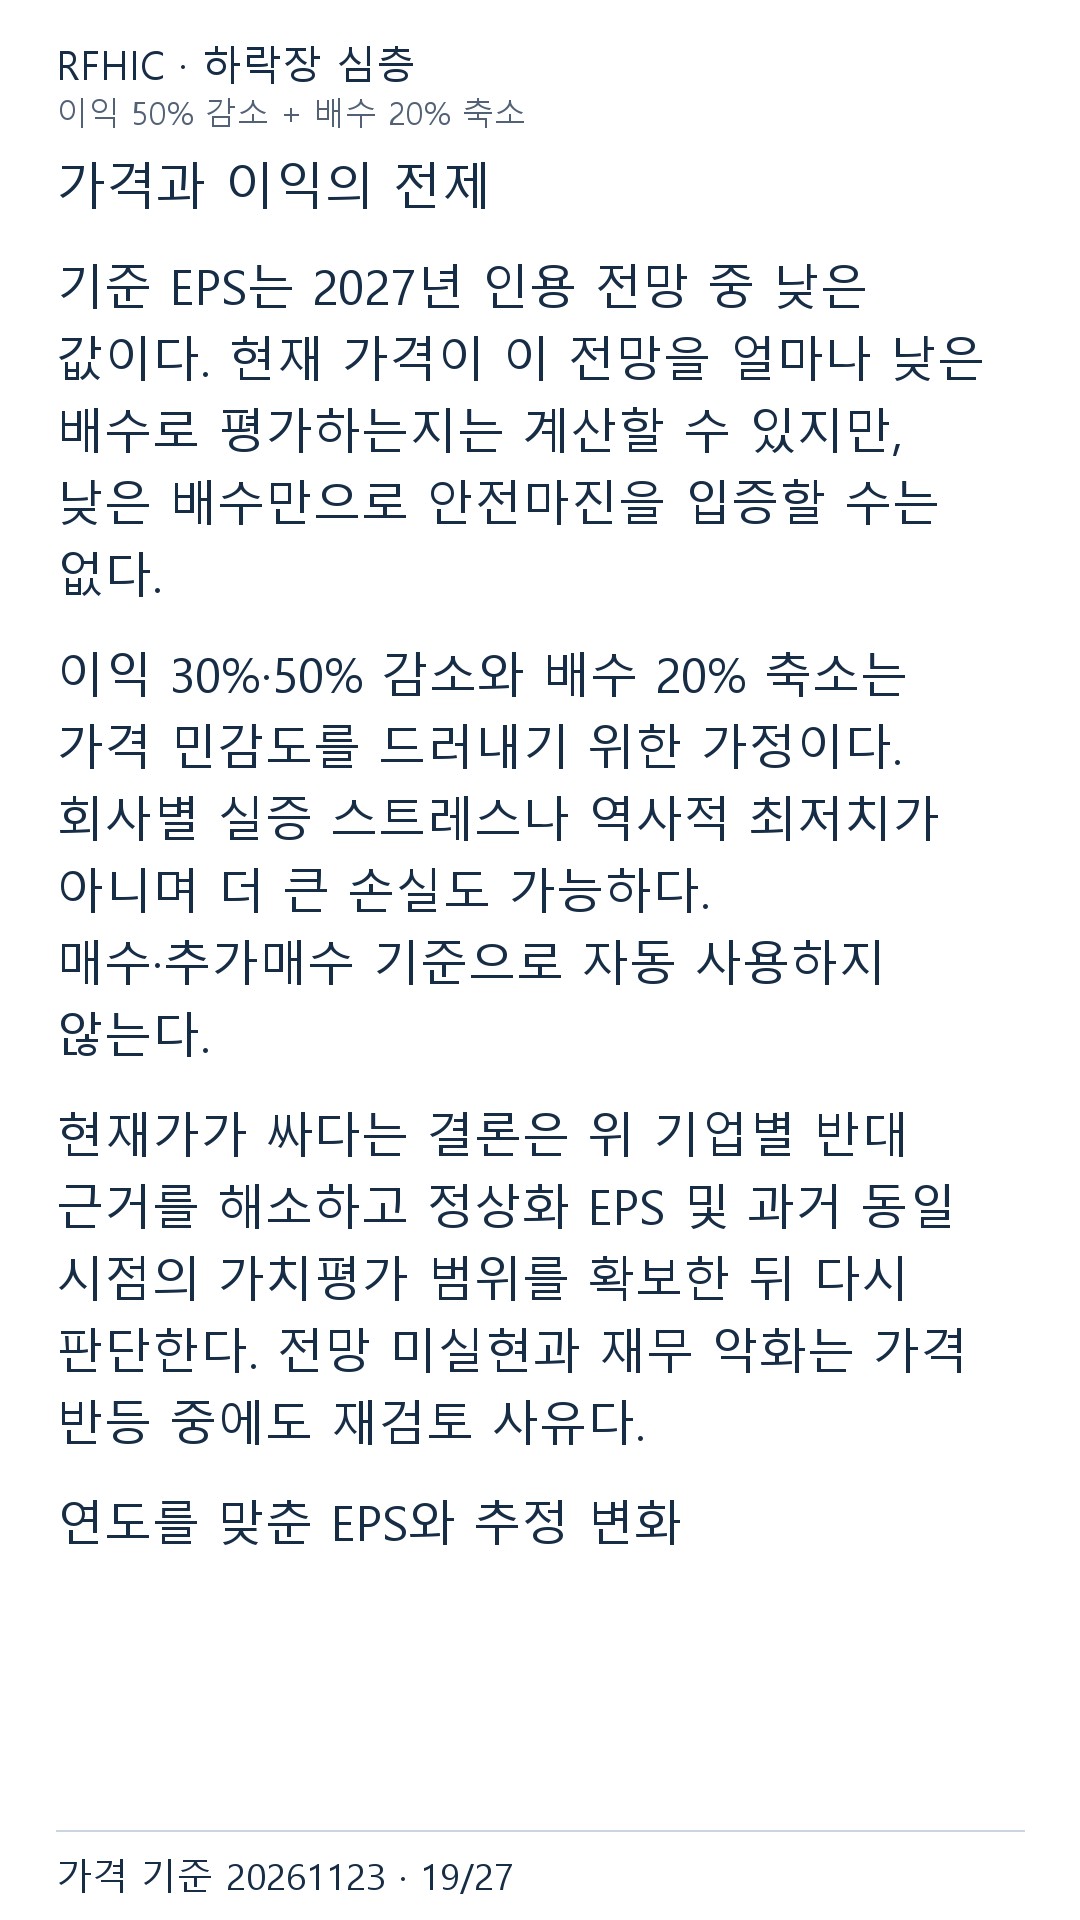 RFHIC · 하락장 심층
이익 50% 감소 + 배수 20% 축소
가격과 이익의 전제
기준 EPS는 2027년 인용 전망 중 낮은
값이다. 현재 가격이 이 전망을 얼마나 낮은
배수로 평가하는지는 계산할 수 있지만,
낮은 배수만으로 안전마진을 입증할 수는
없다.
이익 30%·50% 감소와 배수 20% 축소는
가격 민감도를 드러내기 위한 가정이다.
회사별 실증 스트레스나 역사적 최저치가
아니며 더 큰 손실도 가능하다.
매수·추가매수 기준으로 자동 사용하지
않는다.
현재가가 싸다는 결론은 위 기업별 반대
근거를 해소하고 정상화 EPS 및 과거 동일
시점의 가치평가 범위를 확보한 뒤 다시
판단한다. 전망 미실현과 재무 악화는 가격
반등 중에도 재검토 사유다.
연도를 맞춘 EPS와 추정 변화
가격 기준 20261123 · 19/27